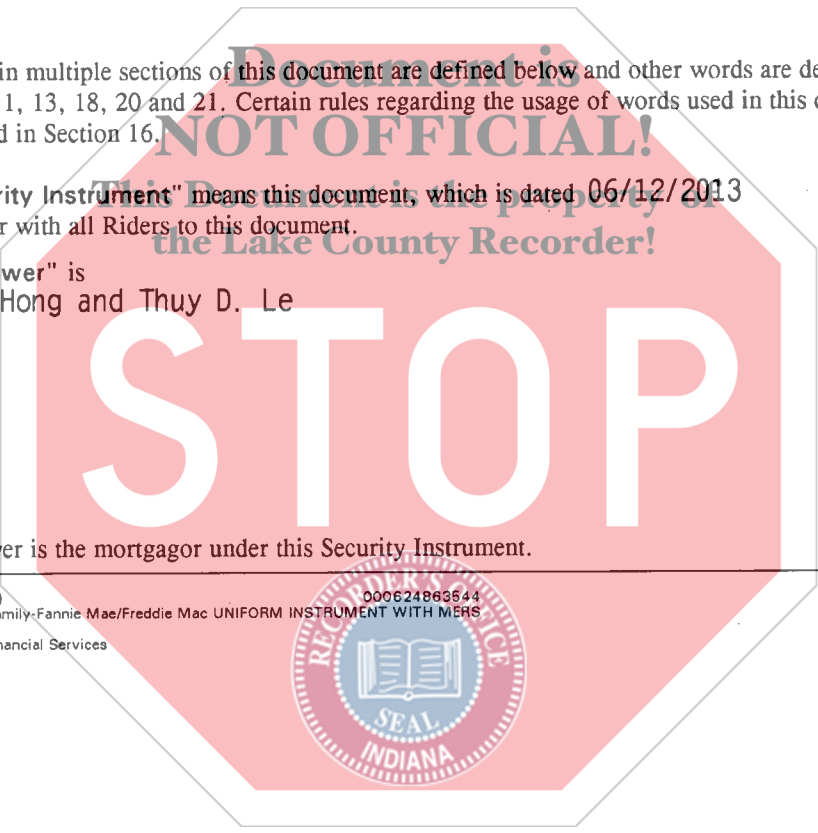 Document is
in multiple sections of this document are defined below and other words are de
1, 13, 18, 20 and 21. Certain rules regarding the usage of words used in this
d in Section 16.
NOT OFFICIAL!
rity Instrument" means this document, which is dated 06/12/2013
This Document is the property of
r with all Riders to this document.
the Lake County Recorder!
wer" is
Hong and Thuy D. Le
STOP
er is the mortgagor under this Security Instrument.
000624863544
mily-Fannie Mae/Freddie Mac UNIFORM INSTRUMENT WITH MERS
nancial Services
RECORDER'S OFFICE
SEAL
INDIANA